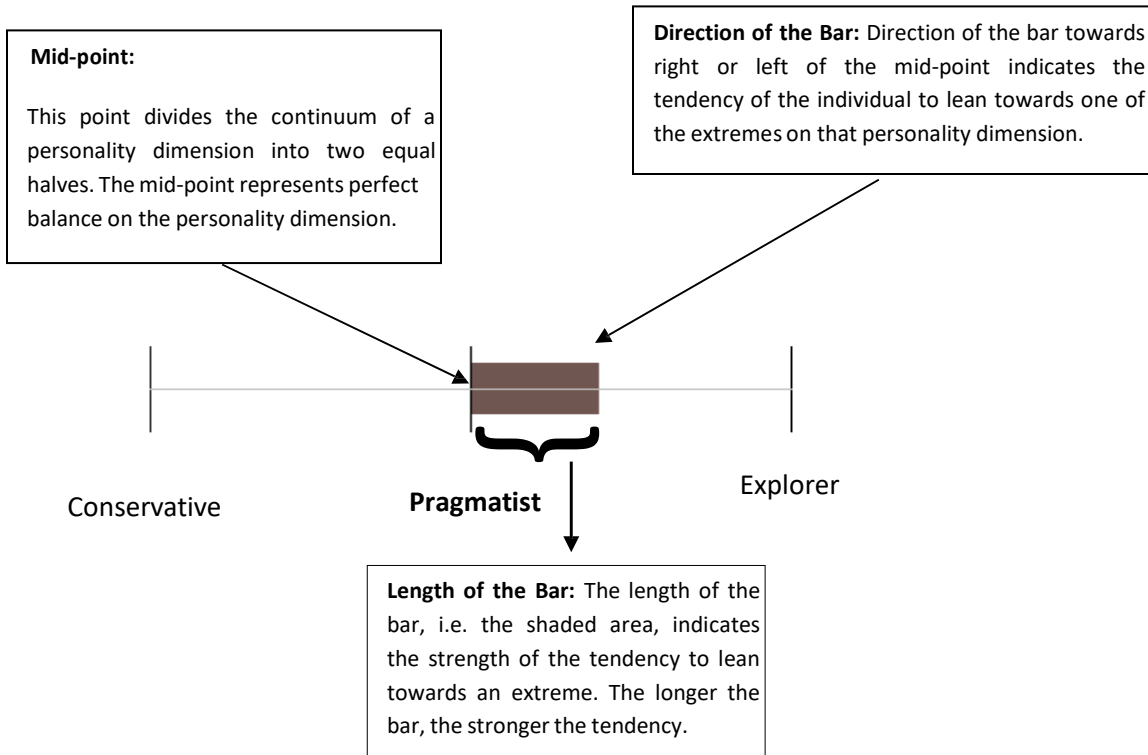 Mid-point:
This point divides the continuum of a
personality dimension into two equal
halves. The mid-point represents perfect
balance on the personality dimension.
Direction of the Bar: Direction of the bar towards
right or left of the mid-point indicates the
tendency of the individual to lean towards one of
the extremes on that personality dimension.
Conservative
Pragmatist
Explorer
Length of the Bar: The length of the
bar, i.e. the shaded area, indicates
the strength of the tendency to lean
towards an extreme. The longer the
bar, the stronger the tendency.